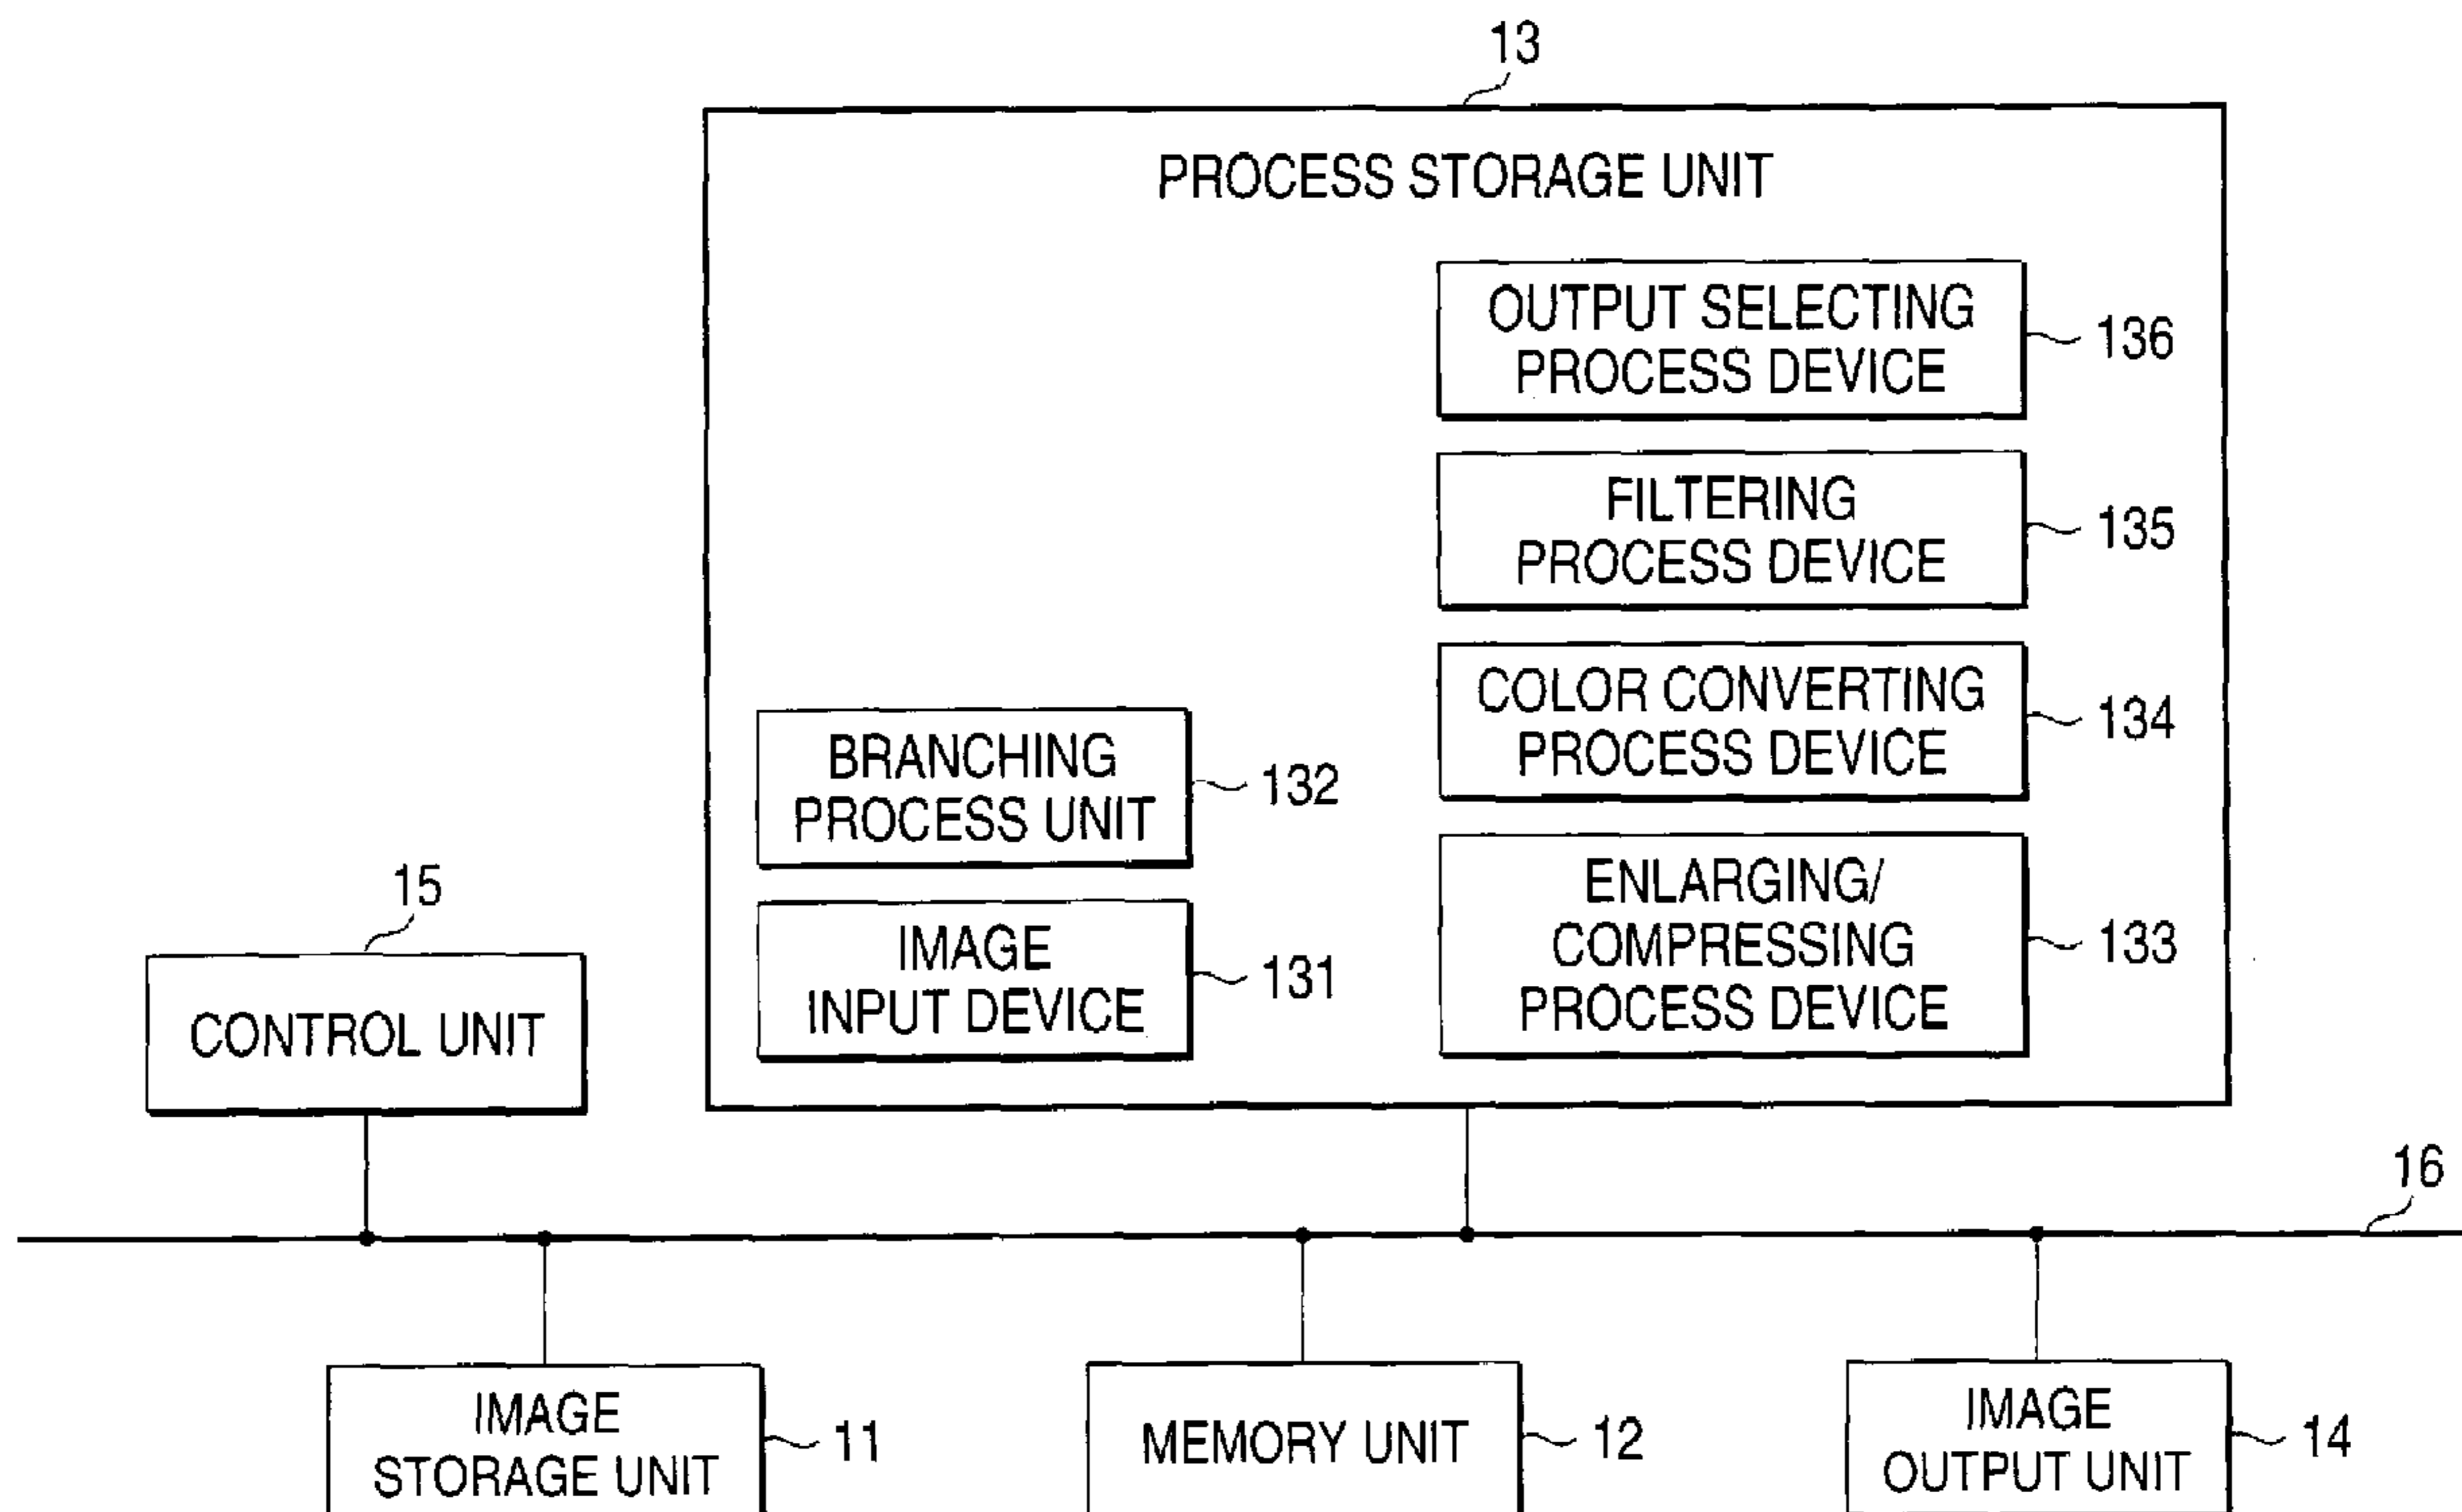 13
PROCESS STORAGE UNIT
OUTPUT SELECTING
PROCESS DEVICE
136
FILTERING
PROCESS DEVICE
135
COLOR CONVERTING
PROCESS DEVICE
134
BRANCHING
PROCESS UNIT
132
ENLARGING/
COMPRESSING
PROCESS DEVICE
133
IMAGE
INPUT DEVICE
131
15
CONTROL UNIT
16
IMAGE
STORAGE UNIT
11
MEMORY UNIT
12
IMAGE
OUTPUT UNIT
14